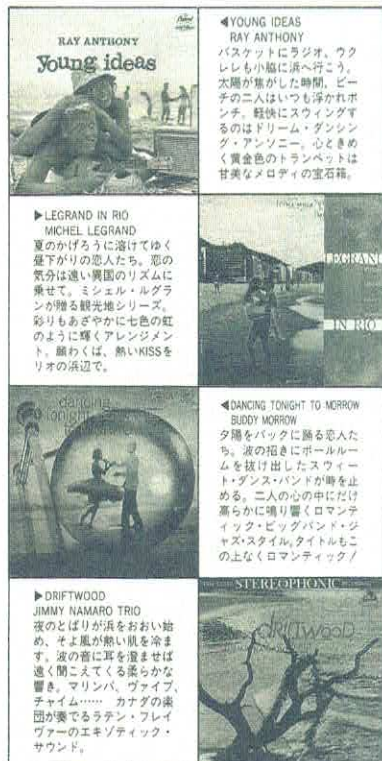 RAY ANTHONY
Young ideas
◀YOUNG IDEAS
RAY ANTHONY
バスケットにラジオ、ウク
レレも小脇に浜へ行こう。
太陽が焦がした時間、ビー
チの二人はいつも浮かれポ
ンチ。軽快にスウィングす
るのはドリーム・ダンシン
グ・アンソニー。心ときめ
く黄金色のトランペットは
甘美なメロディの宝石箱。
▶LEGRAND IN RIO
MICHEL LEGRAND
夏のかげろうに溶けてゆく
昼下がりの恋人たち。恋の
気分は遠い異国のリズムに
乗せて。ミシェル・ルグラ
ンが贈る観光地シリーズ。
彩りもあざやかに七色の虹
のように輝くアレンジメン
ト。願わくば、熱いKISSを
リオの浜辺で。
LEGRAND
IN RIO
dancing
tonight
◀DANCING TONIGHT TO MORROW
BUDDY MORROW
夕陽をバックに踊る恋人た
ち。波の招きにボールルー
ムを抜け出したスウィー
ト・ダンス・バンドが時を止
める。二人の心の中にだけ
高らかに鳴り響くロマンテ
ィック・ビッグバンド・ジ
ャズ・スタイル。タイトルもこ
の上なくロマンティック！
▶DRIFTWOOD
JIMMY NAMARO TRIO
夜のとばりが浜をおおい始
め、そよ風が熱い肌を冷ま
す。波の音に耳を澄ませば
遠く聞こえてくる柔らかな
響き。マリンバ、ヴァイブ、
チャイム…… カナダの楽
団が奏でるラテン・フレイ
ヴァーのエキゾティック・
サウンド。
STEREOPHONIC
DRIFTWOOD